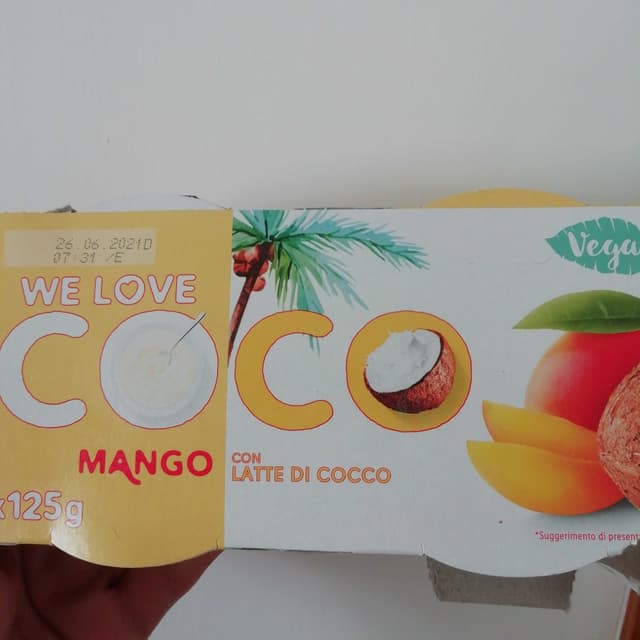 26.06.2021D
07:31 /E
WE LOVE
COCO
MANGO
CON
LATTE DI COCCO
x125g
Vega
*Suggerimento di present